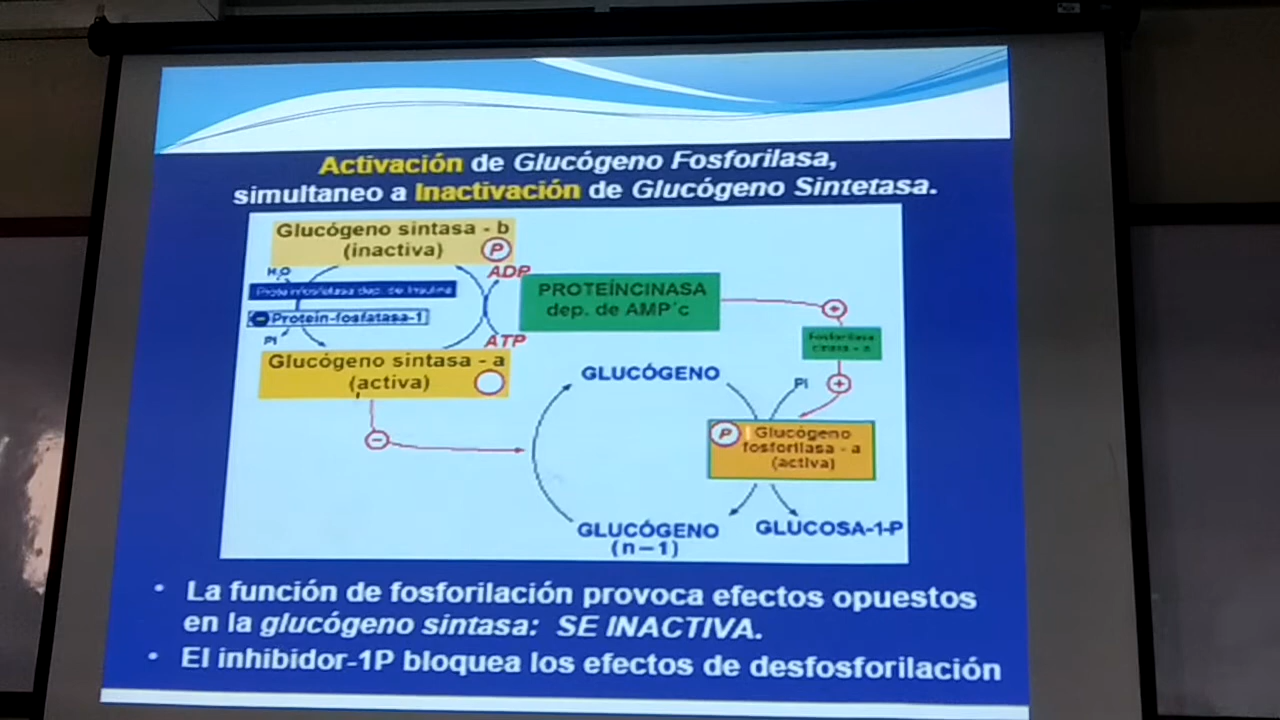 Activación de Glucógeno Fosforilasa,
simultaneo a Inactivación de Glucógeno Sintetasa.
Glucógeno sintasa - b
(inactiva)
P
H₂O
ADP
Protein-fosfatasa-1
PI
ATP
PROTEÍNCINASA
dep. de AMP´c
+
Fosforilasa
Glucógeno sintasa - a
(activa)
GLUCÓGENO
PI
+
−
P
Glucógeno
fosforilasa - a
(activa)
GLUCÓGENO
(n−1)
GLUCOSA-1-P
• La función de fosforilación provoca efectos opuestos
en la glucógeno sintasa: SE INACTIVA.
• El inhibidor-1P bloquea los efectos de desfosforilación